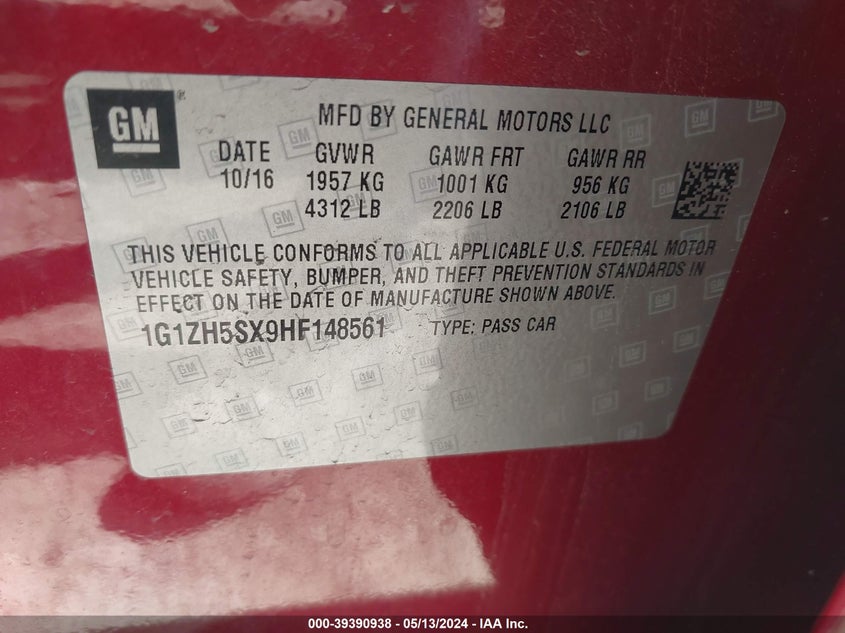 GM
MFD BY GENERAL MOTORS LLC
DATE GVWR GAWR FRT GAWR RR
10/16 1957 KG 1001 KG 956 KG
4312 LB 2206 LB 2106 LB
THIS VEHICLE CONFORMS TO ALL APPLICABLE U.S. FEDERAL MOTOR
VEHICLE SAFETY, BUMPER, AND THEFT PREVENTION STANDARDS IN
EFFECT ON THE DATE OF MANUFACTURE SHOWN ABOVE.
1G1ZH5SX9HF148561 TYPE: PASS CAR
000-39390938 - 05/13/2024 - IAA Inc.